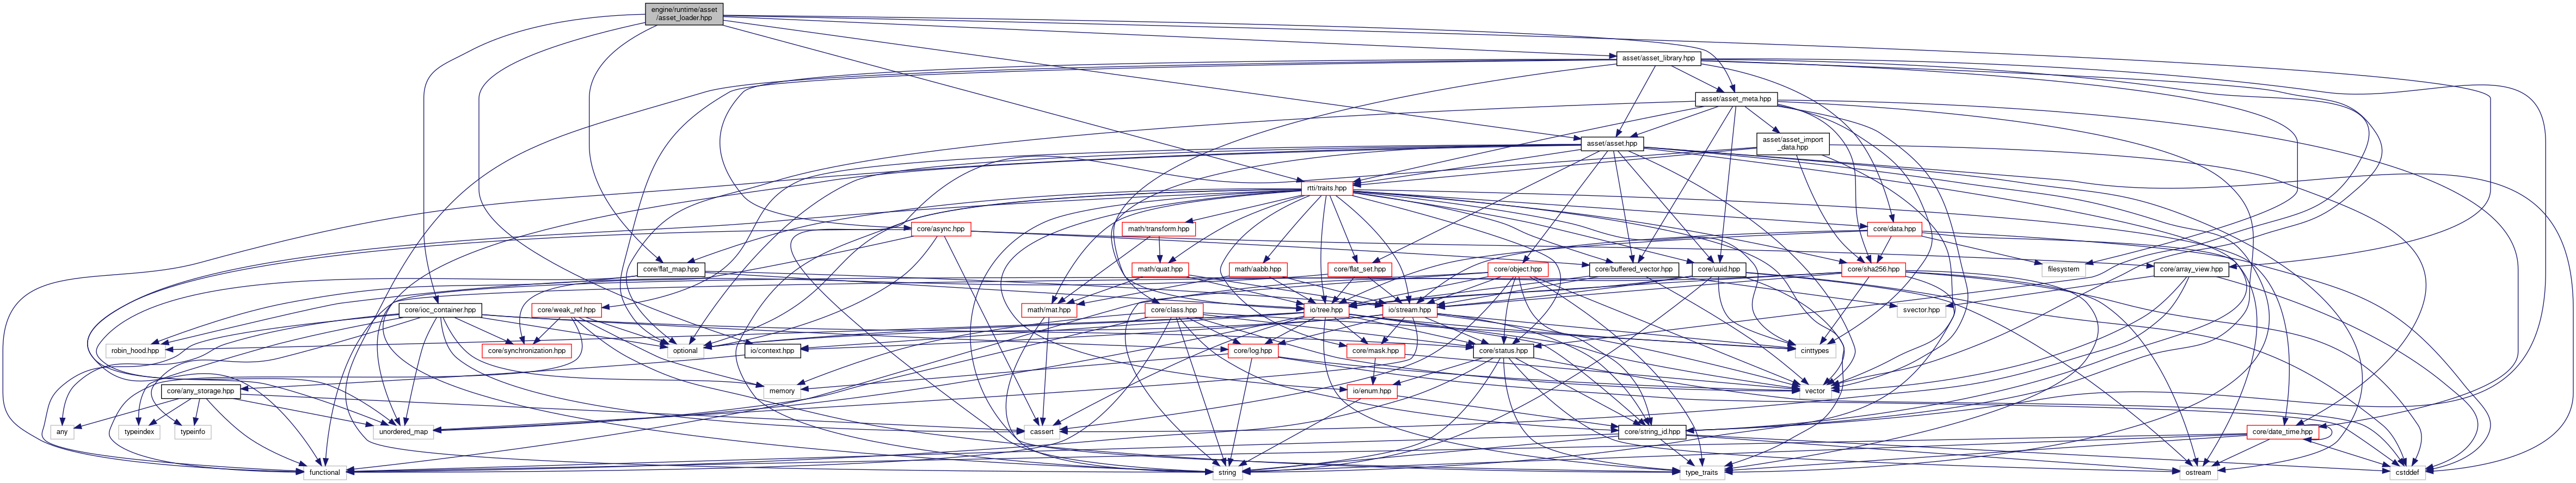 engine/runtime/asset
/asset_loader.hpp
asset/asset_library.hpp
asset/asset_meta.hpp
asset/asset_import
_data.hpp
asset/asset.hpp
rtti/traits.hpp
core/async.hpp
math/transform.hpp
core/data.hpp
core/flat_map.hpp
math/quat.hpp
math/aabb.hpp
core/flat_set.hpp
core/object.hpp
core/buffered_vector.hpp
core/uuid.hpp
core/sha256.hpp
filesystem
core/array_view.hpp
core/ioc_container.hpp
core/weak_ref.hpp
math/mat.hpp
core/class.hpp
io/tree.hpp
io/stream.hpp
svector.hpp
robin_hood.hpp
core/synchronization.hpp
optional
io/context.hpp
core/log.hpp
core/mask.hpp
core/status.hpp
cinttypes
core/any_storage.hpp
memory
io/enum.hpp
vector
any
typeindex
typeinfo
unordered_map
cassert
core/string_id.hpp
core/date_time.hpp
functional
string
type_traits
ostream
cstddef